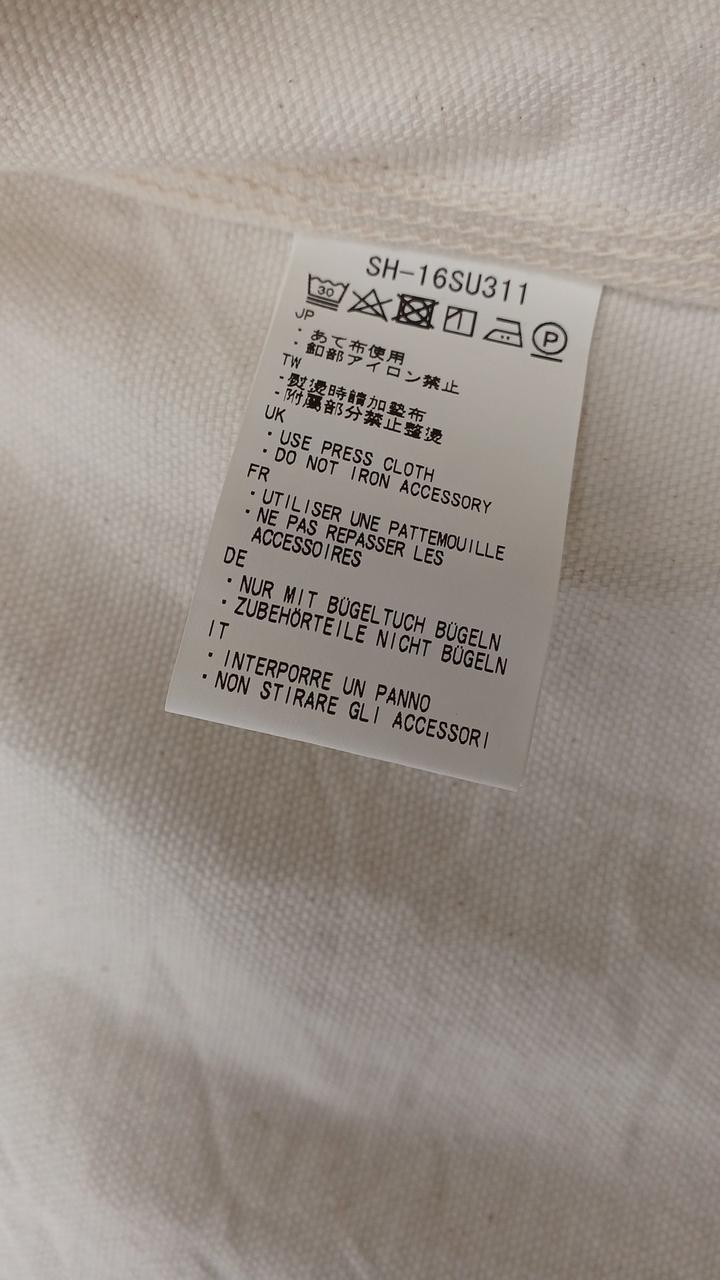 SH-16SU311
30
P
JP
・あて布使用
・釦部アイロン禁止
TW
-熨燙時請加墊布
-附屬部分禁止整燙
UK
・USE PRESS CLOTH
・DO NOT IRON ACCESSORY
FR
・UTILISER UNE PATTEMOUILLE
・NE PAS REPASSER LES
ACCESSOIRES
DE
・NUR MIT BÜGELTUCH BÜGELN
・ZUBEHÖRTEILE NICHT BÜGELN
IT
・INTERPORRE UN PANNO
・NON STIRARE GLI ACCESSORI